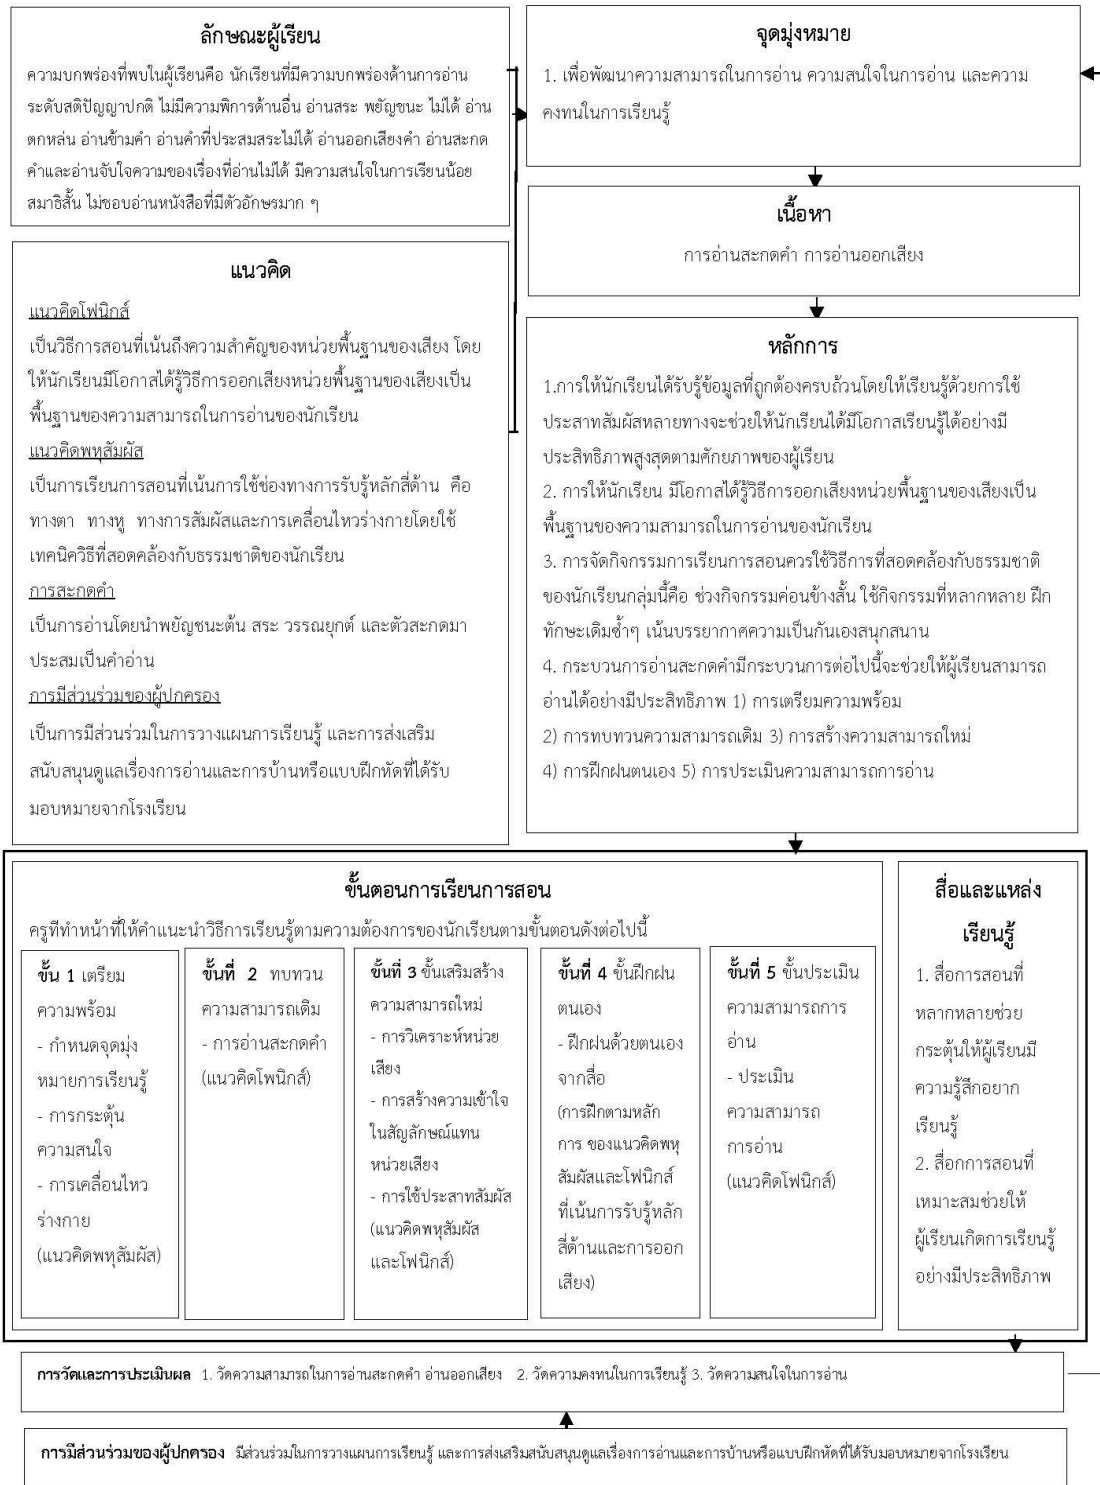 ลักษณะผู้เรียน
ความบกพร่องที่พบในผู้เรียนคือ นักเรียนที่มีความบกพร่องด้านการอ่าน
ระดับสติปัญญาปกติ ไม่มีความพิการด้านอื่น อ่านสระ พยัญชนะ ไม่ได้ อ่าน
ตกหล่น อ่านข้ามคำ อ่านคำที่ประสมสระไม่ได้ อ่านออกเสียงคำ อ่านสะกด
คำและอ่านจับใจความของเรื่องที่อ่านไม่ได้ มีความสนใจในการเรียนน้อย
สมาธิสั้น ไม่ชอบอ่านหนังสือที่มีตัวอักษรมาก ๆ
แนวคิด
แนวคิดโฟนิกส์
เป็นวิธีการสอนที่เน้นถึงความสำคัญของหน่วยพื้นฐานของเสียง โดย
ให้นักเรียนมีโอกาสได้รู้วิธีการออกเสียงหน่วยพื้นฐานของเสียงเป็น
พื้นฐานของความสามารถในการอ่านของนักเรียน
แนวคิดพหุสัมผัส
เป็นการเรียนการสอนที่เน้นการใช้ช่องทางการรับรู้หลักสี่ด้าน คือ
ทางตา ทางหู ทางการสัมผัสและการเคลื่อนไหวร่างกายโดยใช้
เทคนิควิธีที่สอดคล้องกับธรรมชาติของนักเรียน
การสะกดคำ
เป็นการอ่านโดยนำพยัญชนะต้น สระ วรรณยุกต์ และตัวสะกดมา
ประสมเป็นคำอ่าน
การมีส่วนร่วมของผู้ปกครอง
เป็นการมีส่วนร่วมในการวางแผนการเรียนรู้ และการส่งเสริม
สนับสนุนดูแลเรื่องการอ่านและการบ้านหรือแบบฝึกหัดที่ได้รับ
มอบหมายจากโรงเรียน
จุดมุ่งหมาย
1. เพื่อพัฒนาความสามารถในการอ่าน ความสนใจในการอ่าน และความ
คงทนในการเรียนรู้
เนื้อหา
การอ่านสะกดคำ การอ่านออกเสียง
หลักการ
1.การให้นักเรียนได้รับรู้ข้อมูลที่ถูกต้องครบถ้วนโดยให้เรียนรู้ด้วยการใช้
ประสาทสัมผัสหลายทางจะช่วยให้นักเรียนได้มีโอกาสเรียนรู้ได้อย่างมี
ประสิทธิภาพสูงสุดตามศักยภาพของผู้เรียน
2. การให้นักเรียน มีโอกาสได้รู้วิธีการออกเสียงหน่วยพื้นฐานของเสียงเป็น
พื้นฐานของความสามารถในการอ่านของนักเรียน
3. การจัดกิจกรรมการเรียนการสอนควรใช้วิธีการที่สอดคล้องกับธรรมชาติ
ของนักเรียนกลุ่มนี้คือ ช่วงกิจกรรมค่อนข้างสั้น ใช้กิจกรรมที่หลากหลาย ฝึก
ทักษะเดิมซ้ำๆ เน้นบรรยากาศความเป็นกันเองสนุกสนาน
4. กระบวนการอ่านสะกดคำมีกระบวนการต่อไปนี้จะช่วยให้ผู้เรียนสามารถ
อ่านได้อย่างมีประสิทธิภาพ 1) การเตรียมความพร้อม
2) การทบทวนความสามารถเดิม 3) การสร้างความสามารถใหม่
4) การฝึกฝนตนเอง 5) การประเมินความสามารถการอ่าน
ขั้นตอนการเรียนการสอน
ครูที่ทำหน้าที่ให้คำแนะนำวิธีการเรียนรู้ตามความต้องการของนักเรียนตามขั้นตอนดังต่อไปนี้
ขั้น 1 เตรียม
ความพร้อม
- กำหนดจุดมุ่ง
หมายการเรียนรู้
- การกระตุ้น
ความสนใจ
- การเคลื่อนไหว
ร่างกาย
(แนวคิดพหุสัมผัส)
ขั้นที่ 2 ทบทวน
ความสามารถเดิม
- การอ่านสะกดคำ
(แนวคิดโพนิกส์)
ขั้นที่ 3 ขั้นเสริมสร้าง
ความสามารถใหม่
- การวิเคราะห์หน่วย
เสียง
- การสร้างความเข้าใจ
ในสัญลักษณ์แทน
หน่วยเสียง
- การใช้ประสาทสัมผัส
(แนวคิดพหุสัมผัส
และโฟนิกส์)
ขั้นที่ 4 ขั้นฝึกฝน
ตนเอง
- ฝึกฝนด้วยตนเอง
จากสื่อ
(การฝึกตามหลัก
การ ของแนวคิดพหุ
สัมผัสและโฟนิกส์
ที่เน้นการรับรู้หลัก
สี่ด้านและการออก
เสียง)
ขั้นที่ 5 ขั้นประเมิน
ความสามารถการ
อ่าน
- ประเมิน
ความสามารถ
การอ่าน
(แนวคิดโฟนิกส์)
สื่อและแหล่ง
เรียนรู้
1. สื่อการสอนที่
หลากหลายช่วย
กระตุ้นให้ผู้เรียนมี
ความรู้สึกอยาก
เรียนรู้
2. สื่อกการสอนที่
เหมาะสมช่วยให้
ผู้เรียนเกิดการเรียนรู้
อย่างมีประสิทธิภาพ
การวัดและการประเมินผล 1. วัดความสามารถในการอ่านสะกดคำ อ่านออกเสียง 2. วัดความคงทนในการเรียนรู้ 3. วัดความสนใจในการอ่าน
การมีส่วนร่วมของผู้ปกครอง มีส่วนร่วมในการวางแผนการเรียนรู้ และการส่งเสริมสนับสนุนดูแลเรื่องการอ่านและการบ้านหรือแบบฝึกหัดที่ได้รับมอบหมายจากโรงเรียน